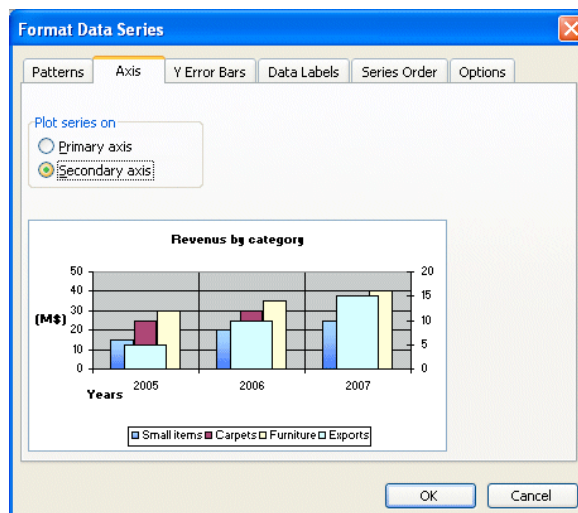 Format Data Series
Patterns Axis Y Error Bars Data Labels Series Order Options
Plot series on
Primary axis
Secondary axis
Revenus by category
(M$)
50
40
30
20
10
0
20
15
10
5
0
2005 2006 2007
Years
Small items Carpets Furniture Exports
OK Cancel